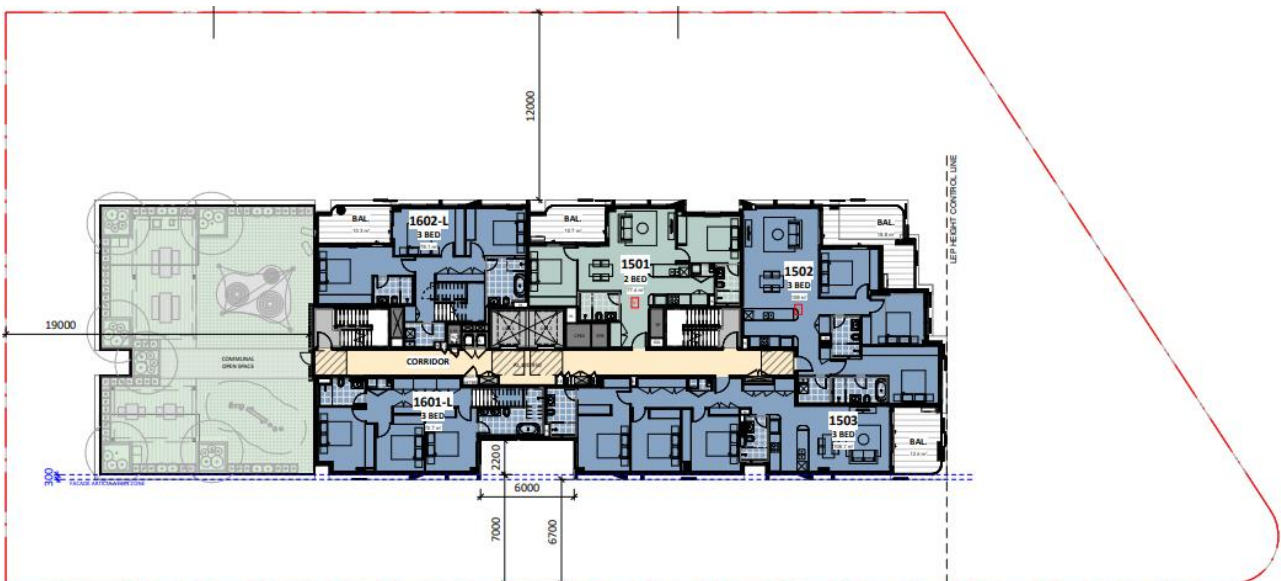 12000
LEP HEIGHT CONTROL LINE
BAL.
1602-L
3 BED
BAL.
1501
2 BED
BAL.
1502
3 BED
19000
COMMUNAL
OPEN SPACE
CORRIDOR
1601-L
3 BED
1503
3 BED
BAL.
2200
300
6000
7000
6700